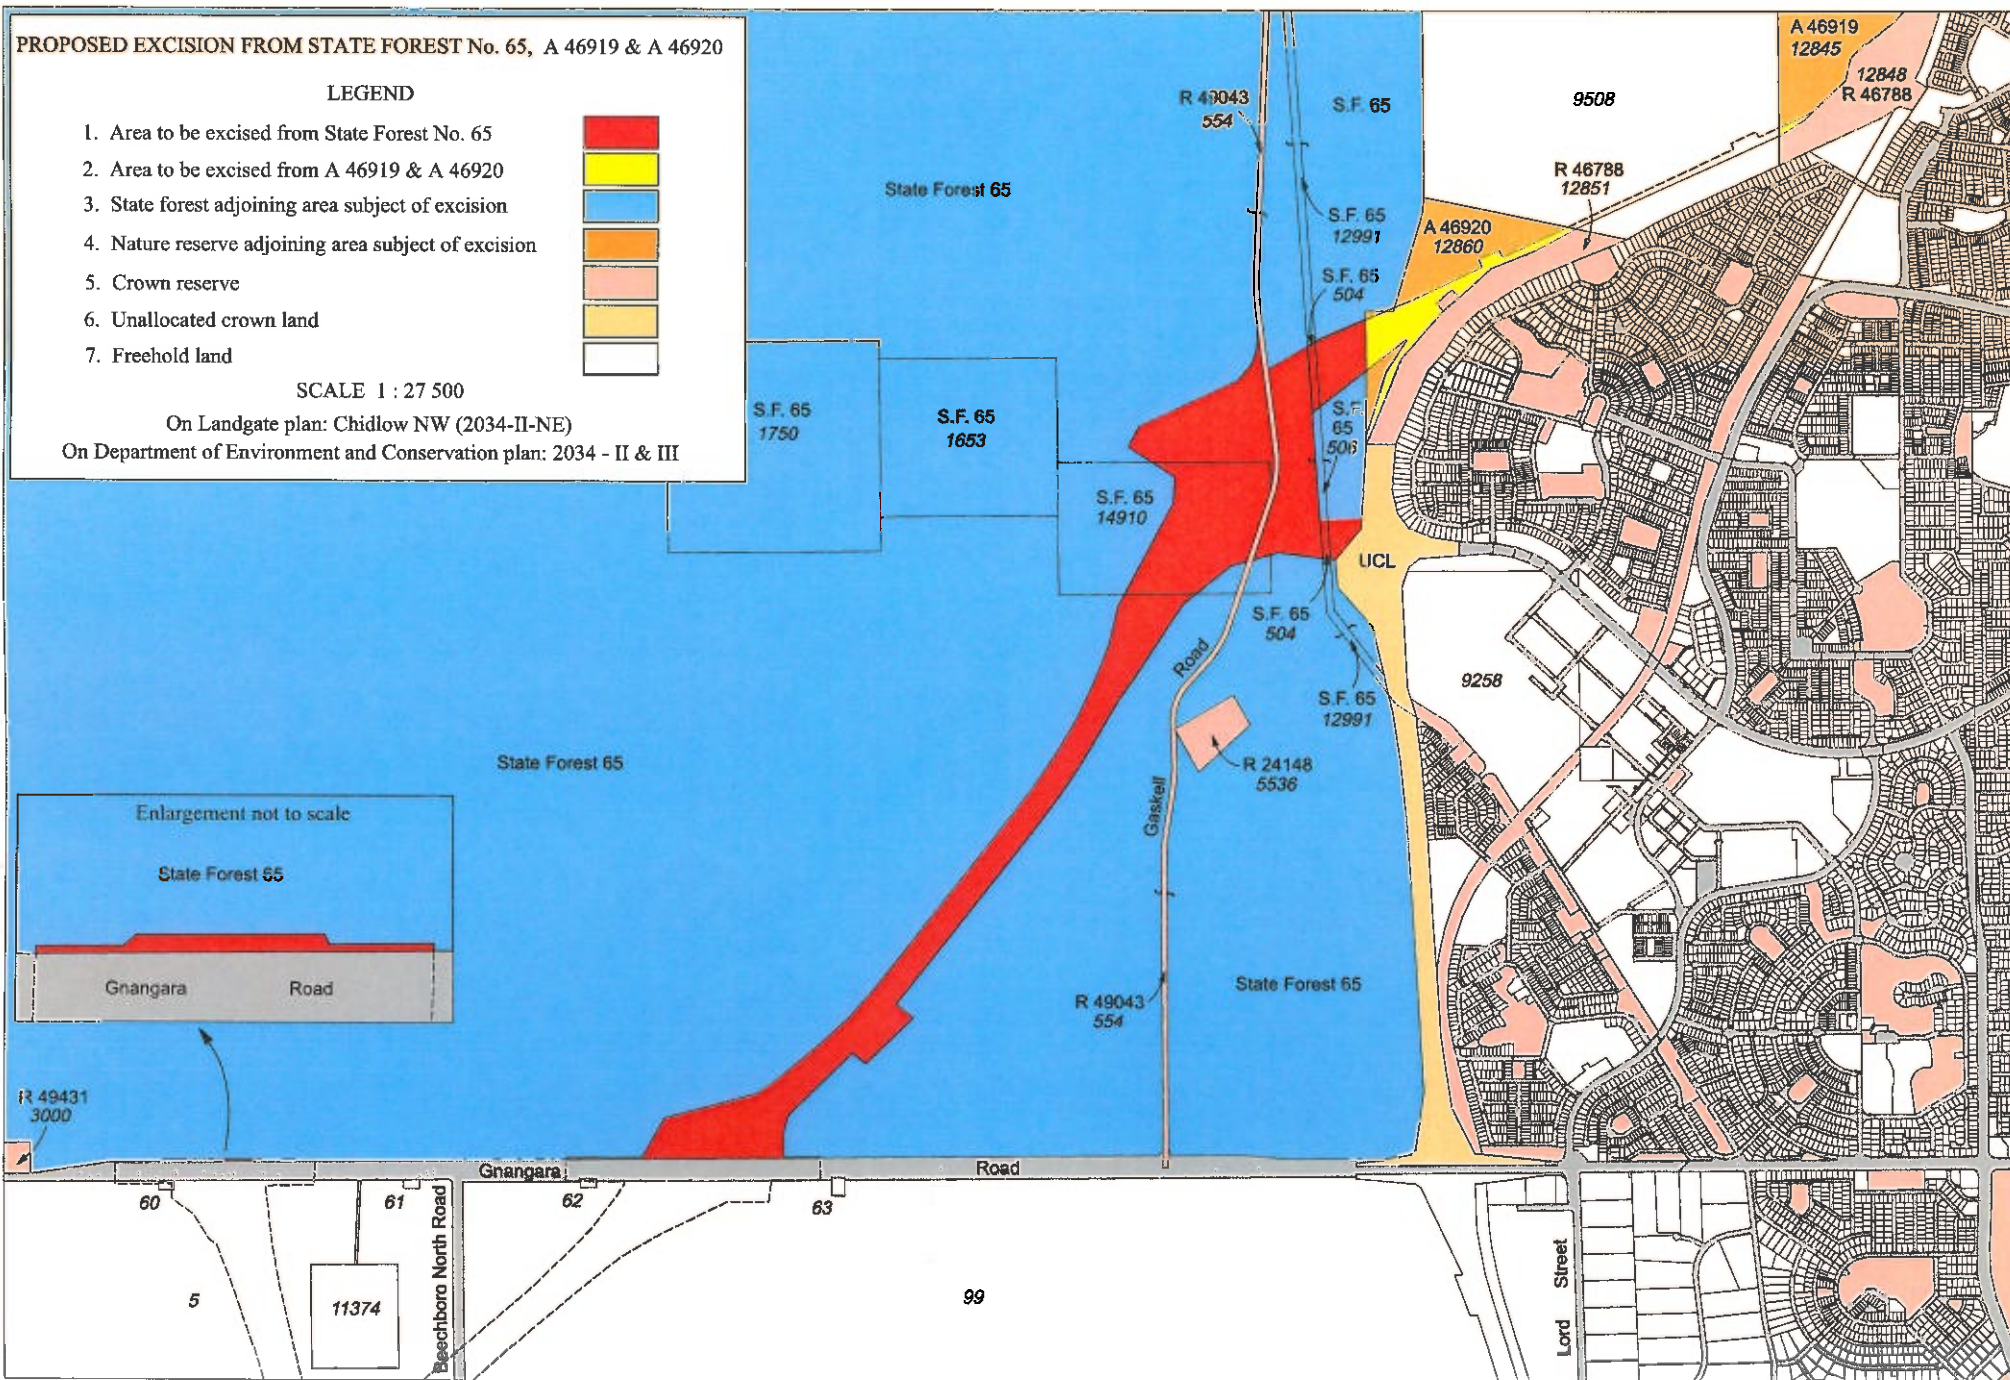 PROPOSED EXCISION FROM STATE FOREST No. 65, A 46919 & A 46920
LEGEND
1. Area to be excised from State Forest No. 65
2. Area to be excised from A 46919 & A 46920
3. State forest adjoining area subject of excision
4. Nature reserve adjoining area subject of excision
5. Crown reserve
6. Unallocated crown land
7. Freehold land
SCALE 1 : 27 500
On Landgate plan: Chidlow NW (2034-II-NE)
On Department of Environment and Conservation plan: 2034 - II & III
A 46919
12845
12848
R 46788
9508
R 49043
554
S.F. 65
State Forest 65
R 46788
12851
S.F. 65
12991
A 46920
12860
S.F. 65
504
S.F. 65
1750
S.F. 65
1653
S.F.
65
506
S.F. 65
14910
UCL
S.F. 65
504
Road
9258
S.F. 65
12991
State Forest 65
R 24148
5536
Gaskell
Enlargement not to scale
State Forest 65
Gnangara Road
R 49043
554
State Forest 65
R 49431
3000
Gnangara Road
60
61
62
63
Beechboro North Road
5
11374
99
Lord Street